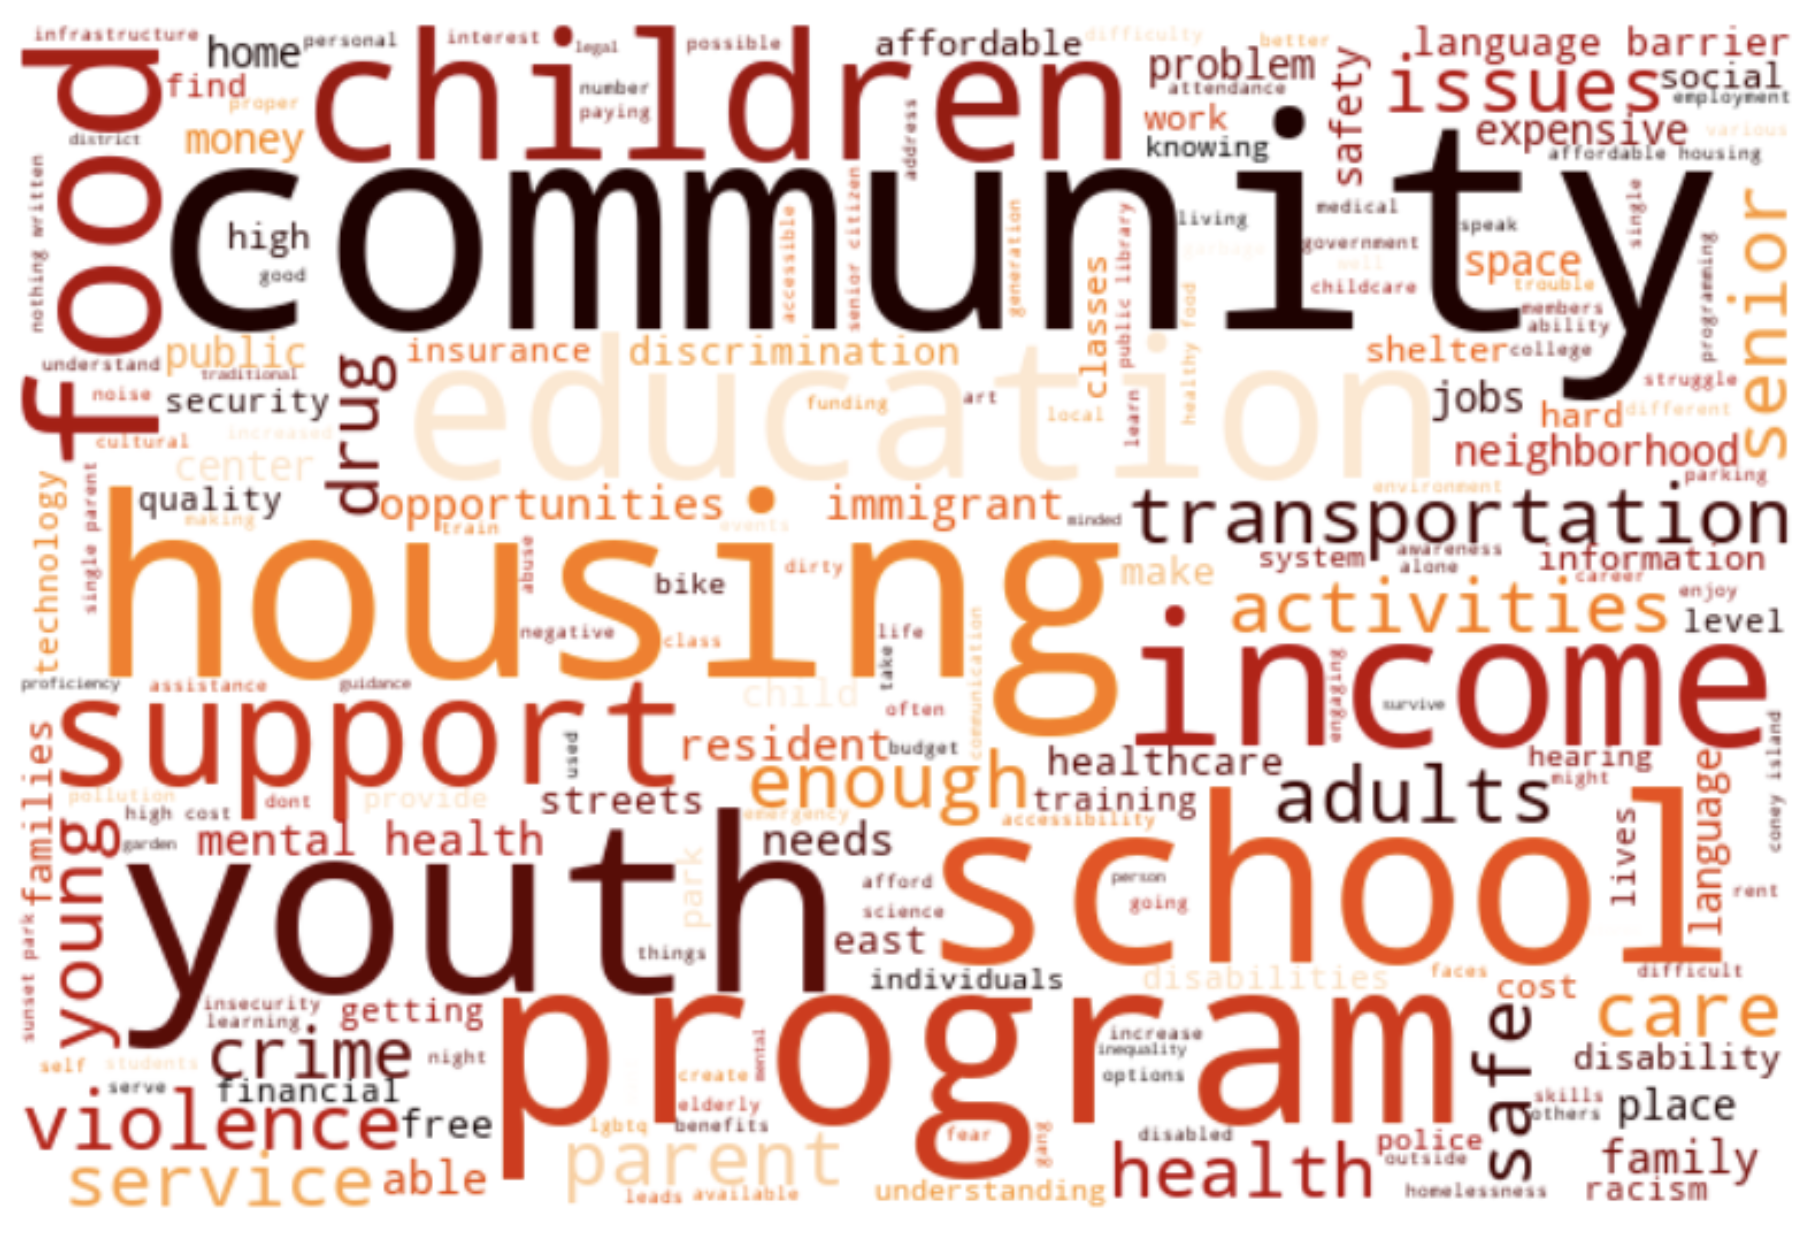 infrastructure
home
personal
children
interest
legal
possible
affordable
difficulty
better
language barrier
food
find
proper
number
paying
problem
attendance
safety
issues
social
employment
money
district
address
work
knowing
expensive
various
affordable housing
community
nothing written
high
good
accessible
senior citizen
generation
classes
public library
living
garbage
healthy food
medical
government
well
childcare
speak
space
trouble
single
members
ability
programming
senior
understand
public
traditional
drug
insurance
discrimination
education
shelter
college
struggle
noise
security
funding
art
local
learn
jobs
hard
different
cultural
increased
center
neighborhood
parking
technology
single parent
quality
making
opportunities
train
events
immigrant
minded
environment
transportation
housing
abuse
bike
dirty
make
system
awareness
alone
information
career
activities
enjoy
level
negative
class
life
take
communication
income
engaging
survive
proficiency
assistance
guidance
child
often
support
families
used
resident
budget
enough
healthcare
hearing
might
language
coney island
pollution
high cost
dont
provide
streets
emergency
training
accessibility
adults
lives
young
garden
mental health
youth
needs
park
school
afford
science
person
going
rent
sunset park
things
east
individuals
disabilities
faces
difficult
cost
insecurity
learning
getting
program
safe
care
crime
night
mental
increase
inequality
options
disability
self
students
serve
financial
create
elderly
skills
others
place
violence
free
lgbtq
benefits
fear
gang
disabled
police
outside
family
service
able
parent
leads
available
understanding
health
homelessness
racism